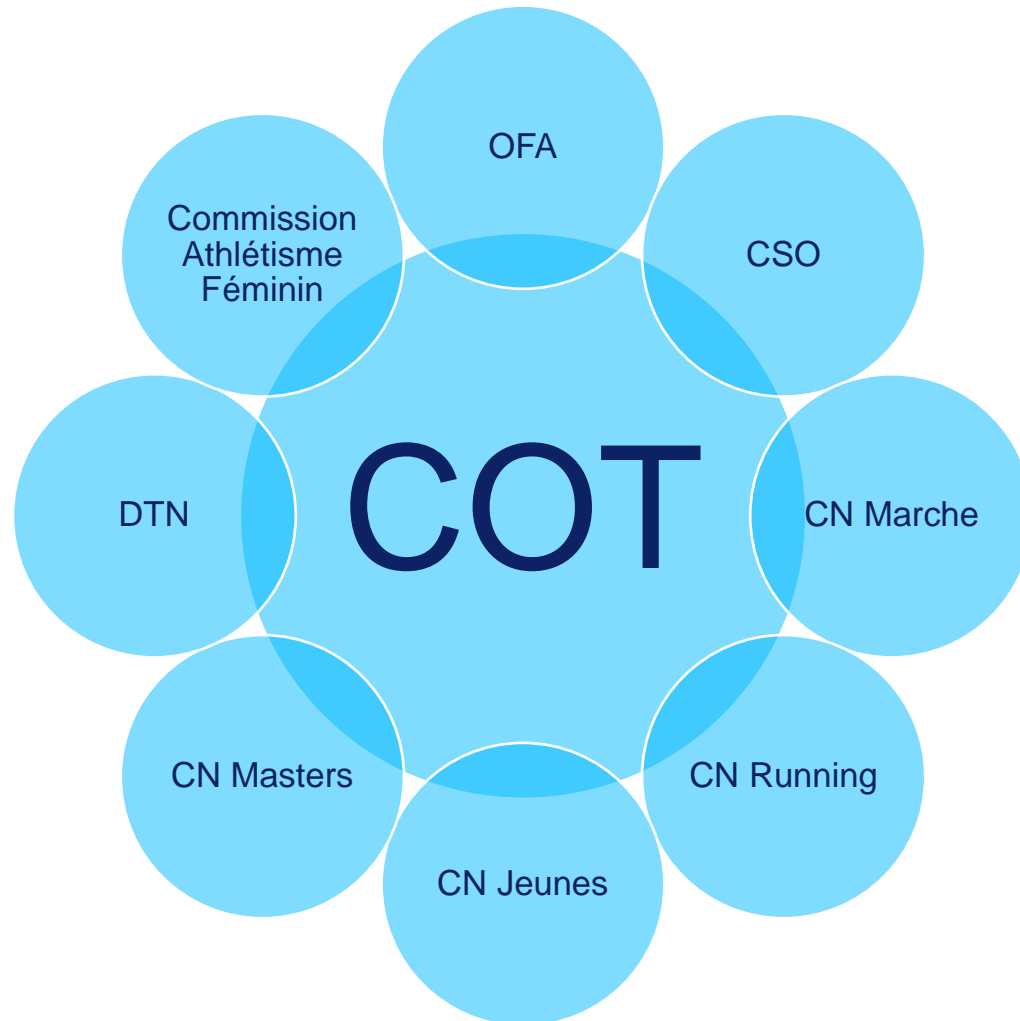 OFA
Commission
Athlétisme
Féminin
CSO
COT
DTN
CN Marche
CN Masters
CN Running
CN Jeunes